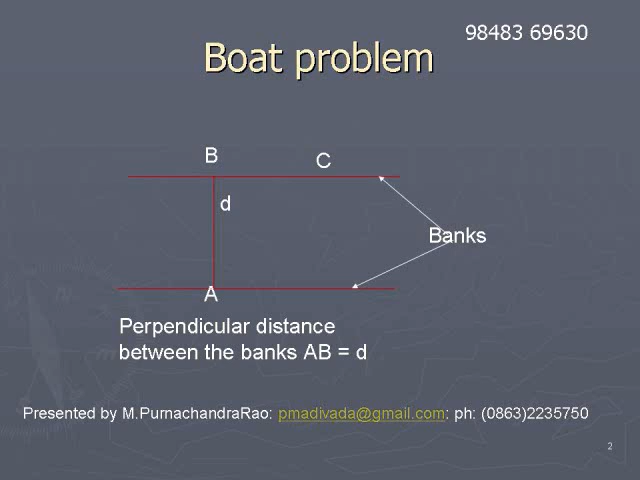 98483 69630
Boat problem
B
C
d
Banks
A
Perpendicular distance
between the banks AB = d
Presented by M.PurnachandraRao: pmadivada@gmail.com: ph: (0863)2235750
2